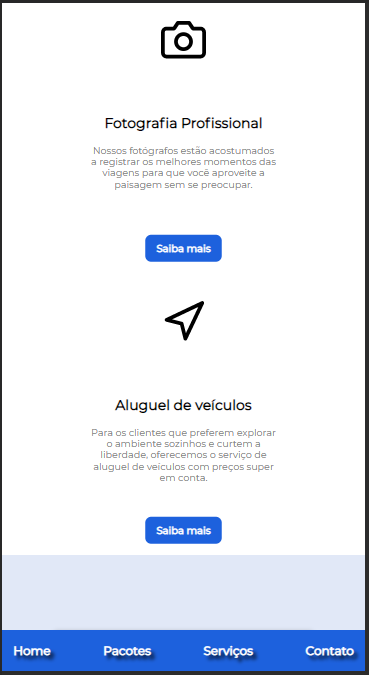 Fotografia Profissional
Nossos fotógrafos estão acostumados
a registrar os melhores momentos das
viagens para que você aproveite a
paisagem sem se preocupar.
Saiba mais
Aluguel de veículos
Para os clientes que preferem explorar
o ambiente sozinhos e curtem a
liberdade, oferecemos o serviço de
aluguel de veículos com preços super
em conta.
Saiba mais
Home Pacotes Serviços Contato